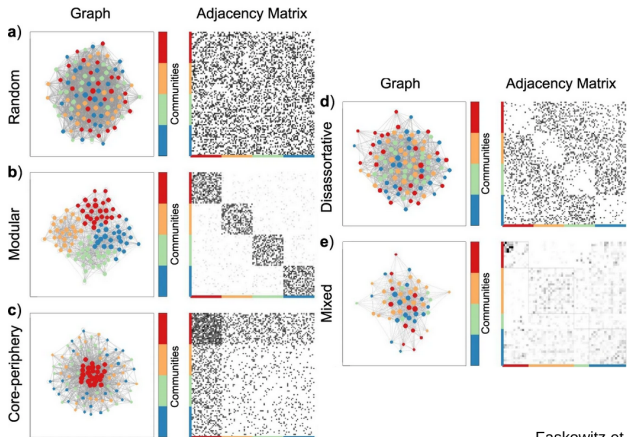 Graph
Adjacency Matrix
a)
Random
Communities
b)
Modular
Communities
c)
Core-periphery
Communities
Graph
Adjacency Matrix
d)
Disassortative
Communities
e)
Mixed
Communities